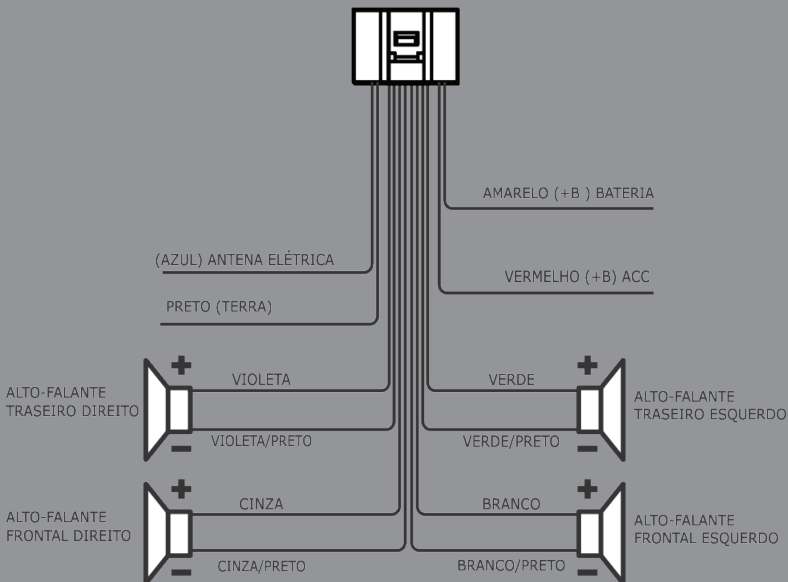 AMARELO (+B ) BATERIA
(AZUL) ANTENA ELÉTRICA
VERMELHO (+B) ACC
PRETO (TERRA)
+
+
VIOLETA
VERDE
ALTO-FALANTE
TRASEIRO DIREITO
ALTO-FALANTE
TRASEIRO ESQUERDO
VIOLETA/PRETO
VERDE/PRETO
−
−
+
+
CINZA
BRANCO
ALTO-FALANTE
FRONTAL DIREITO
ALTO-FALANTE
FRONTAL ESQUERDO
CINZA/PRETO
BRANCO/PRETO
−
−